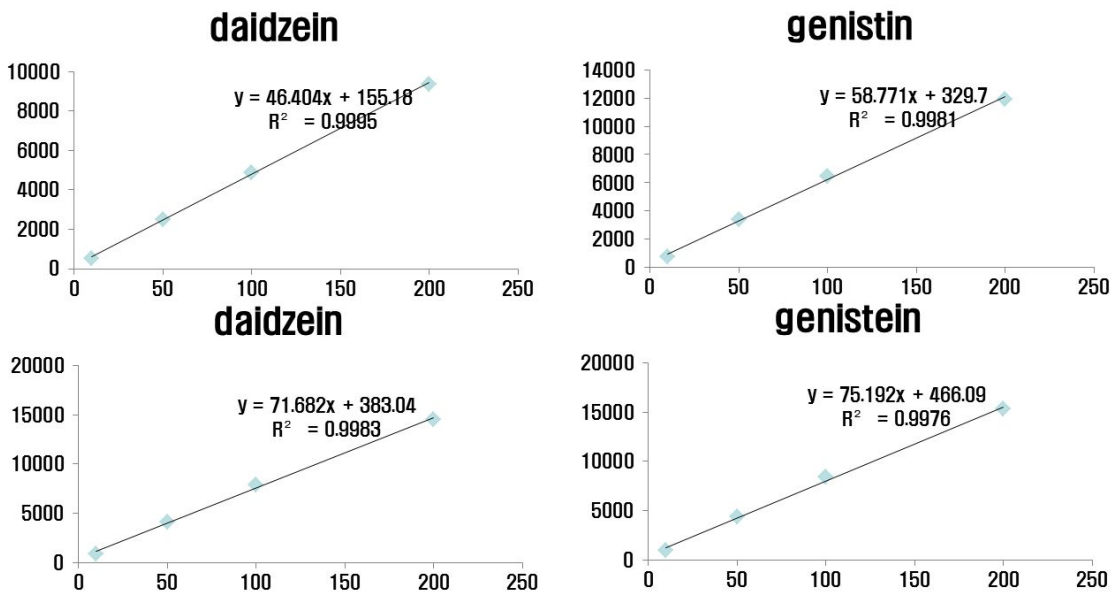 daidzein
10000
8000
6000
4000
2000
0
y = 46.404x + 155.18
R² = 0.9995
0 50 100 150 200 250
genistin
14000
12000
10000
8000
6000
4000
2000
0
y = 58.771x + 329.7
R² = 0.9981
0 50 100 150 200 250
daidzein
20000
15000
10000
5000
0
y = 71.682x + 383.04
R² = 0.9983
0 50 100 150 200 250
genistein
20000
15000
10000
5000
0
y = 75.192x + 466.09
R² = 0.9976
0 50 100 150 200 250